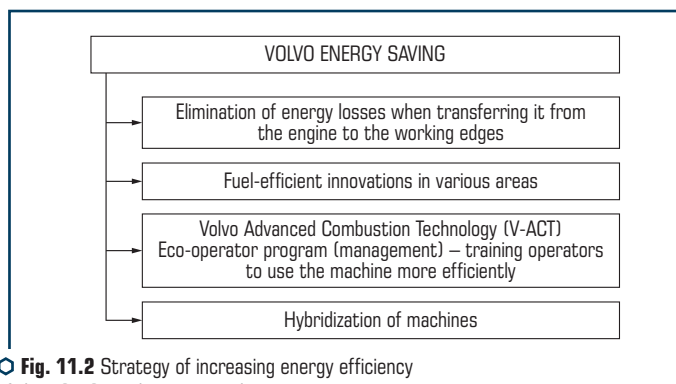 VOLVO ENERGY SAVING
Elimination of energy losses when transferring it from
the engine to the working edges
Fuel-efficient innovations in various areas
Volvo Advanced Combustion Technology (V-ACT)
Eco-operator program (management) – training operators
to use the machine more efficiently
Hybridization of machines
Fig. 11.2 Strategy of increasing energy efficiency